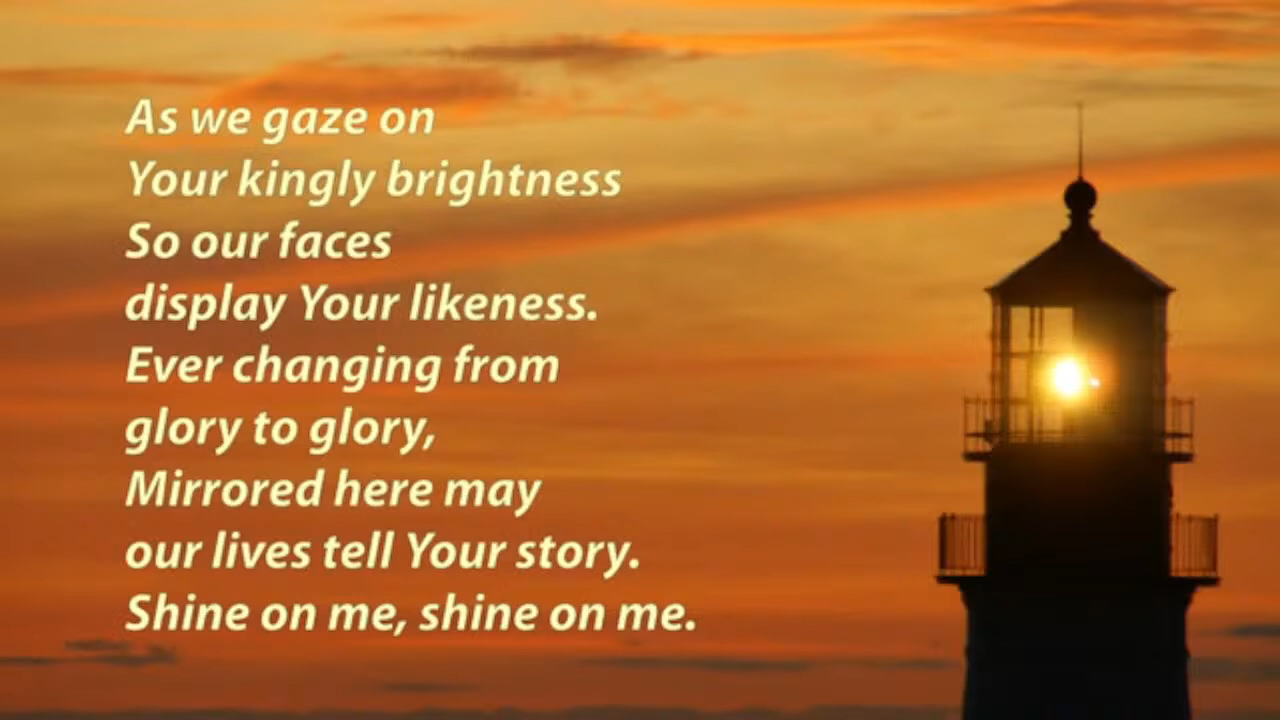 As we gaze on
Your kingly brightness
So our faces
display Your likeness.
Ever changing from
glory to glory,
Mirrored here may
our lives tell Your story.
Shine on me, shine on me.